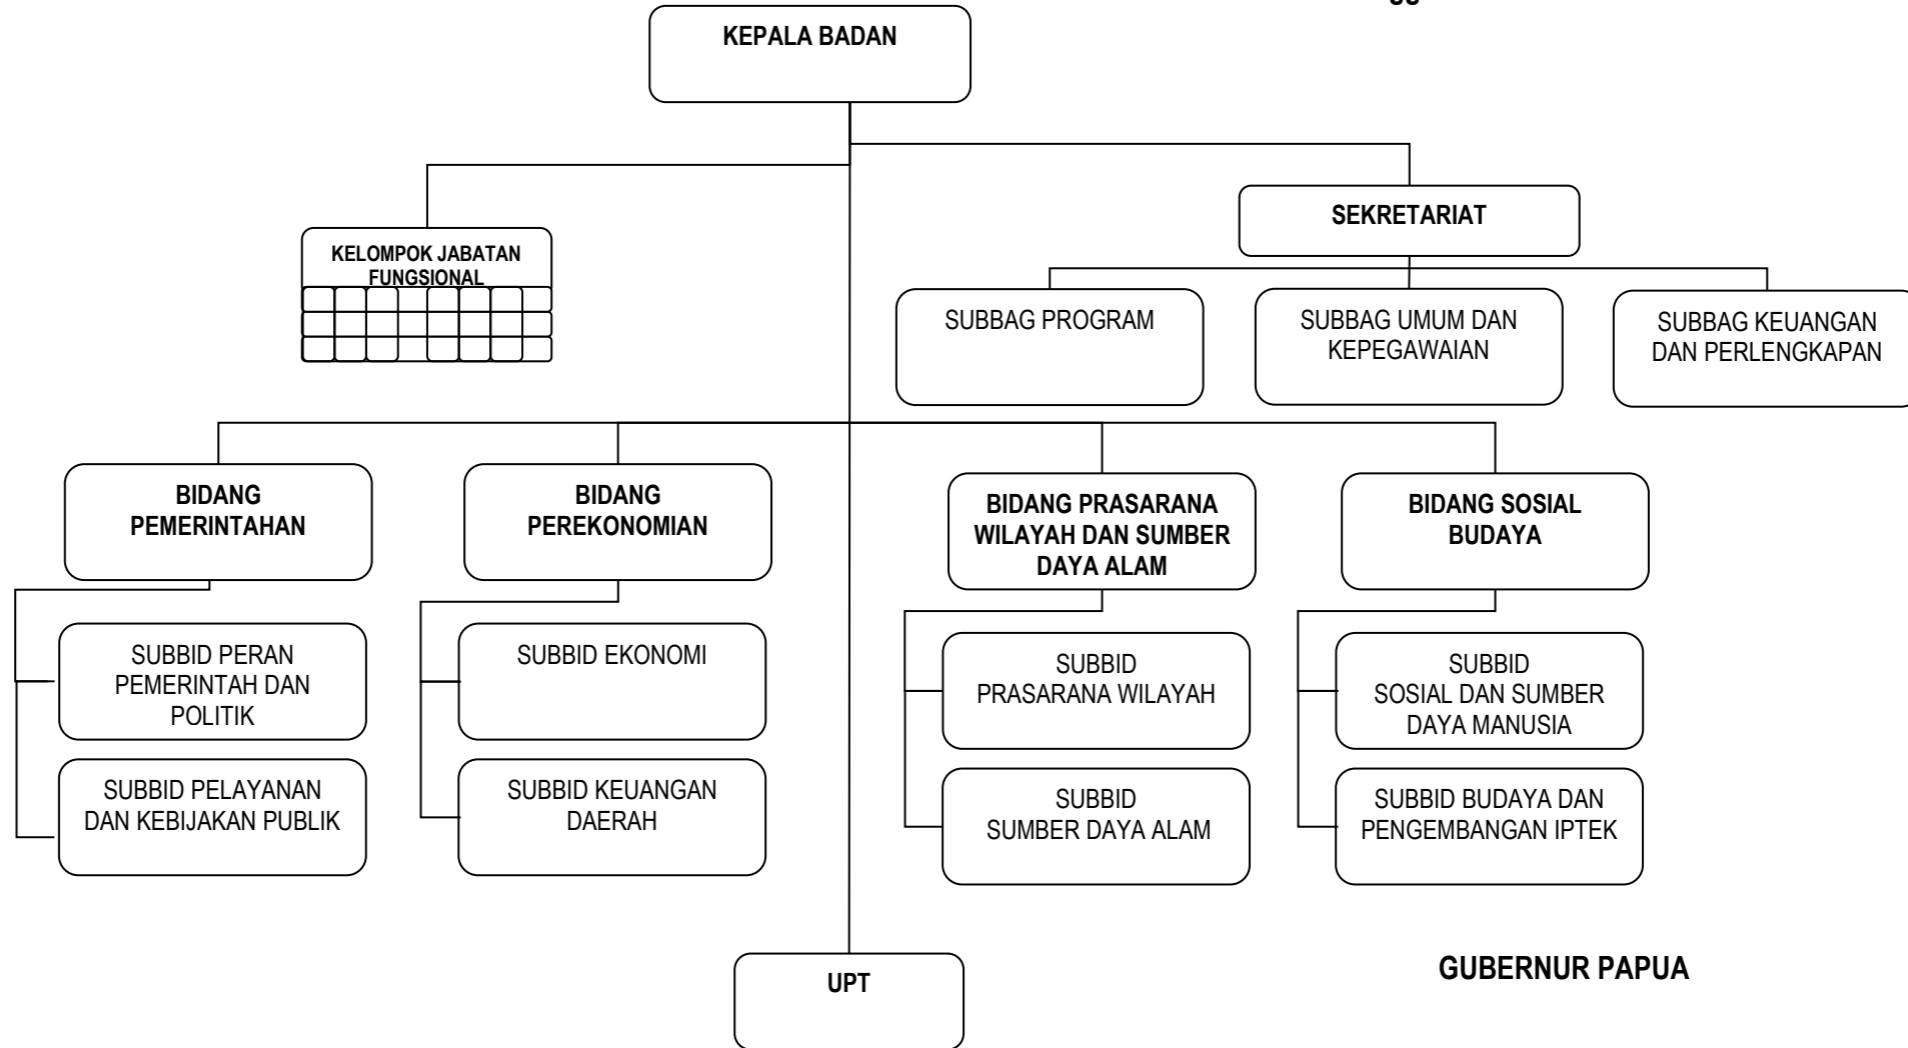 KEPALA BADAN
SEKRETARIAT
KELOMPOK JABATAN
FUNGSIONAL
SUBBAG PROGRAM
SUBBAG UMUM DAN
KEPEGAWAIAN
SUBBAG KEUANGAN
DAN PERLENGKAPAN
BIDANG
PEMERINTAHAN
BIDANG
PEREKONOMIAN
BIDANG PRASARANA
WILAYAH DAN SUMBER
DAYA ALAM
BIDANG SOSIAL
BUDAYA
SUBBID PERAN
PEMERINTAH DAN
POLITIK
SUBBID EKONOMI
SUBBID
PRASARANA WILAYAH
SUBBID
SOSIAL DAN SUMBER
DAYA MANUSIA
SUBBID PELAYANAN
DAN KEBIJAKAN PUBLIK
SUBBID KEUANGAN
DAERAH
SUBBID
SUMBER DAYA ALAM
SUBBID BUDAYA DAN
PENGEMBANGAN IPTEK
UPT
GUBERNUR PAPUA